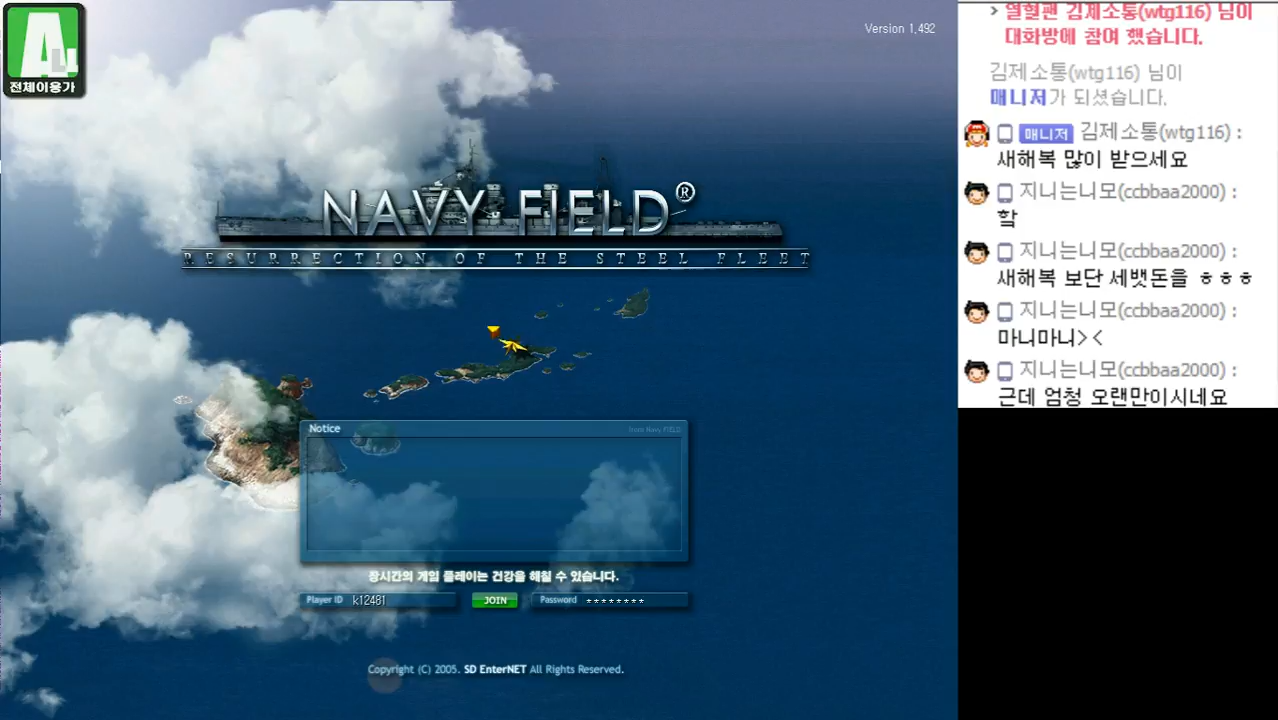 ALL
전체이용가
Version 1.492
NAVY FIELD®
RESURRECTION OF THE STEEL FLEET
Notice
from Navy FIELD
장시간의 게임 플레이는 건강을 해칠 수 있습니다.
Player ID k12481 JOIN Password ********
Copyright (C) 2005. SD EnterNET All Rights Reserved.
> 열혈팬 김제소통(wtg116) 님이
대화방에 참여 했습니다.
김제소통(wtg116) 님이
매니저가 되셨습니다.
매니저 김제소통(wtg116) :
새해복 많이 받으세요
지니는니모(ccbbaa2000) :
핰
지니는니모(ccbbaa2000) :
새해복 보단 세뱃돈을 ㅎㅎㅎ
지니는니모(ccbbaa2000) :
마니마니><
지니는니모(ccbbaa2000) :
근데 엄청 오랜만이시네요